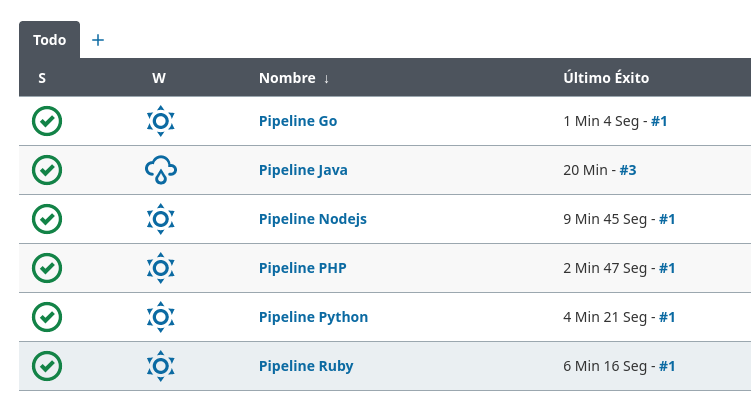 Todo +
S W Nombre ↓ Último Éxito
Pipeline Go 1 Min 4 Seg - #1
Pipeline Java 20 Min - #3
Pipeline Nodejs 9 Min 45 Seg - #1
Pipeline PHP 2 Min 47 Seg - #1
Pipeline Python 4 Min 21 Seg - #1
Pipeline Ruby 6 Min 16 Seg - #1